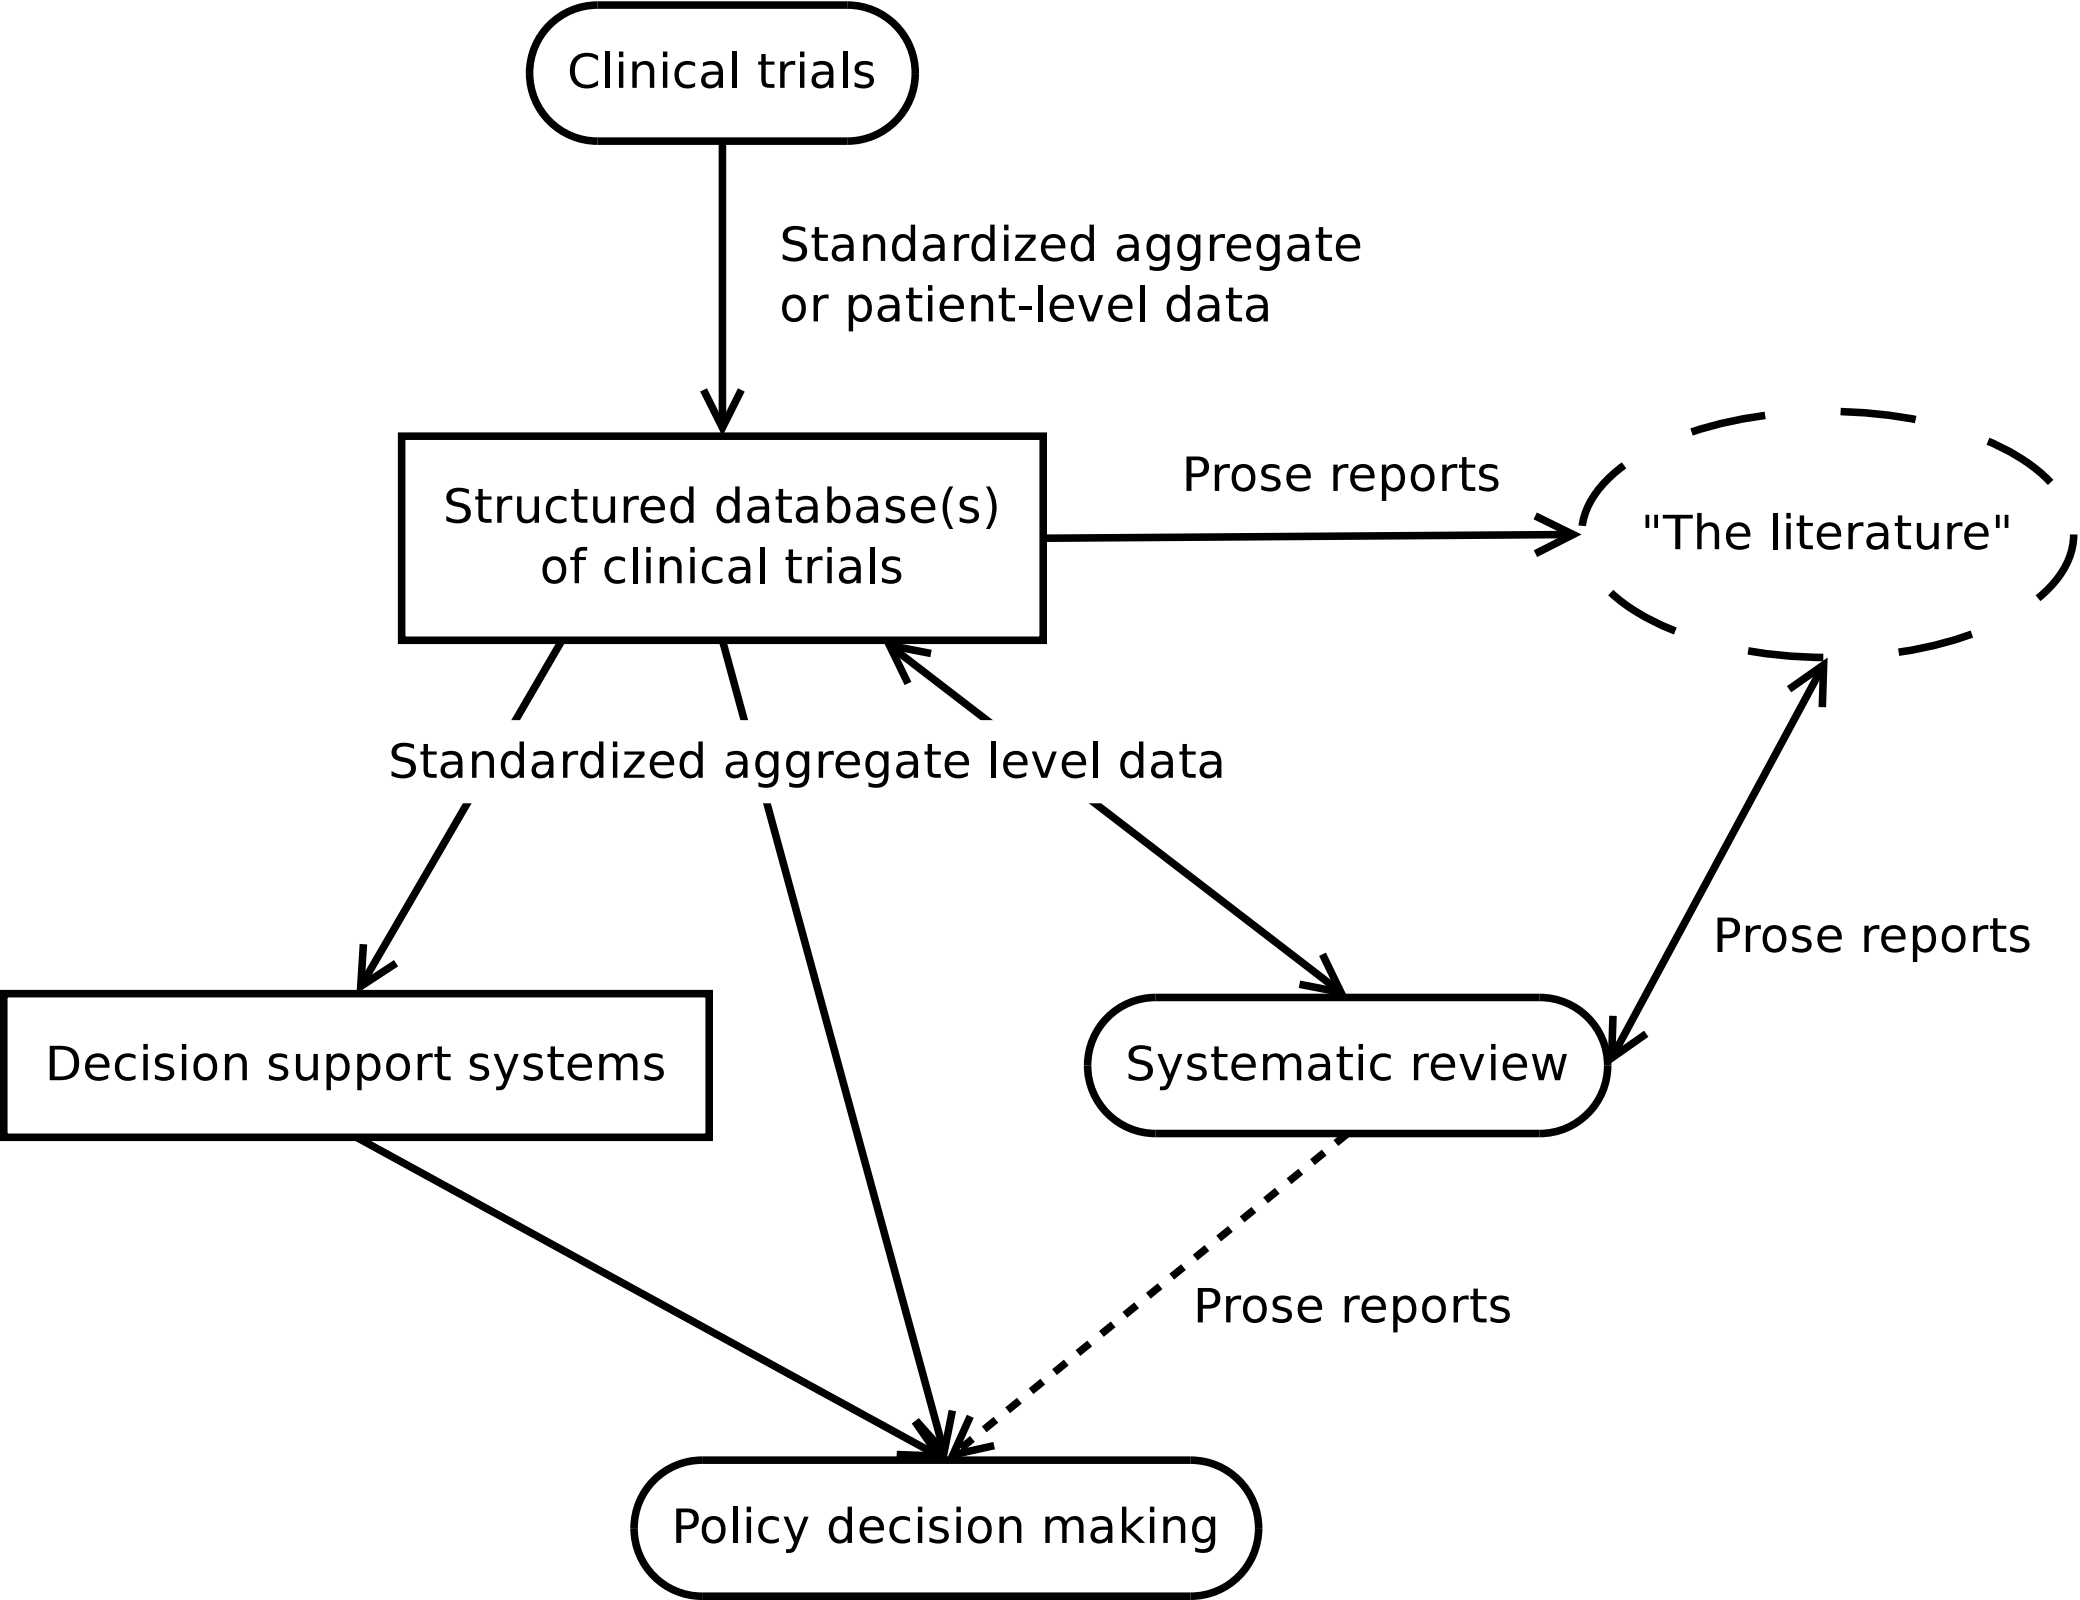 Clinical trials
Standardized aggregate
or patient-level data
Structured database(s)
of clinical trials
Prose reports
"The literature"
Standardized aggregate level data
Prose reports
Decision support systems
Systematic review
Prose reports
Policy decision making